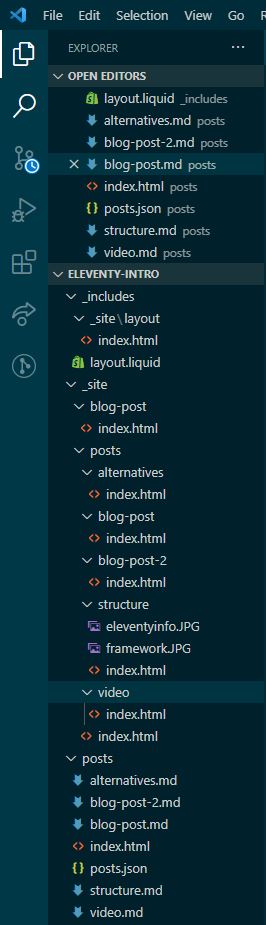 File Edit View Selection Go R
EXPLORER ...
OPEN EDITORS
layout.liquid _includes
alternatives.md posts
blog-post-2.md posts
blog-post.md posts
index.html posts
posts.json posts
structure.md posts
video.md posts
ELEVENTY-INTRO
_includes
_site\layout
index.html
layout.liquid
_site
blog-post
index.html
posts
alternatives
index.html
blog-post
index.html
blog-post-2
index.html
structure
eleventyinfo.JPG
framework.JPG
index.html
video
index.html
index.html
posts
alternatives.md
blog-post-2.md
blog-post.md
index.html
posts.json
structure.md
video.md